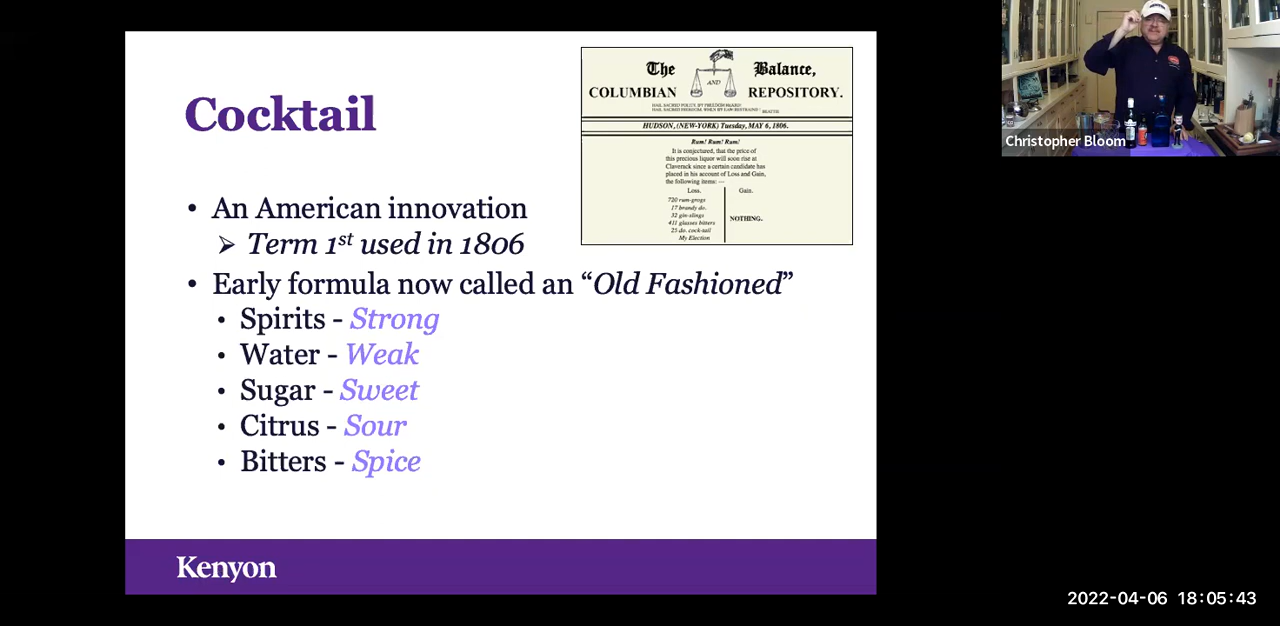 Cocktail
• An American innovation
➢ Term 1st used in 1806
• Early formula now called an “Old Fashioned”
• Spirits - Strong
• Water - Weak
• Sugar - Sweet
• Citrus - Sour
• Bitters - Spice
The Balance,
AND
COLUMBIAN REPOSITORY.
HUDSON, (NEW-YORK) Tuesday, MAY 6, 1806.
Rum! Rum! Rum!
It is conjectured, that the price of
this precious liquor will soon rise at
Claverack since a certain candidate has
placed in his account of Loss and Gain,
the following items: —
Loss. Gain.
720 rum-grogs
17 brandy do.
32 gin-slings
411 glasses bitters
25 do. cock-tail
My Election
NOTHING.
Kenyon
Christopher Bloom
2022-04-06 18:05:43